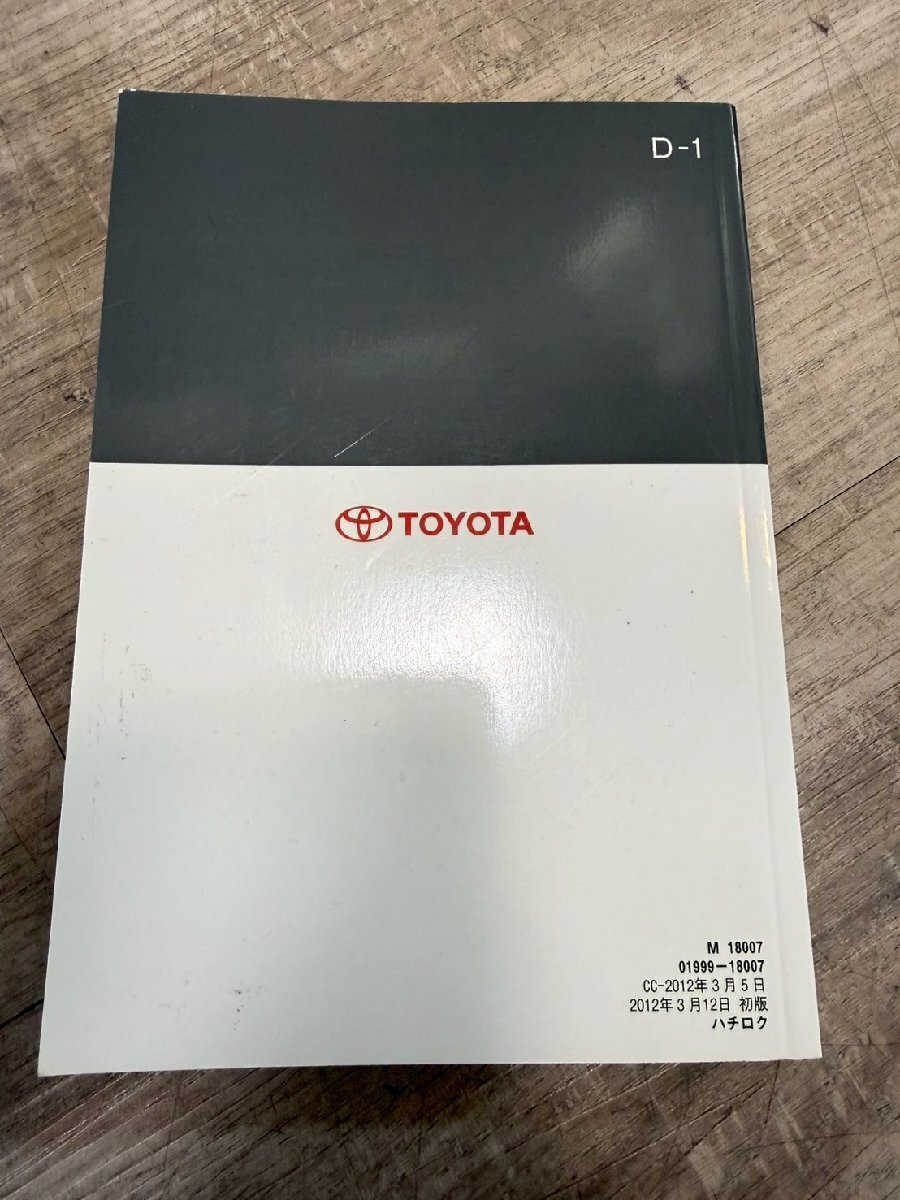 D-1
TOYOTA
M 18007
01999-18007
CC-2012年3月5日
2012年3月12日 初版
ハチロク